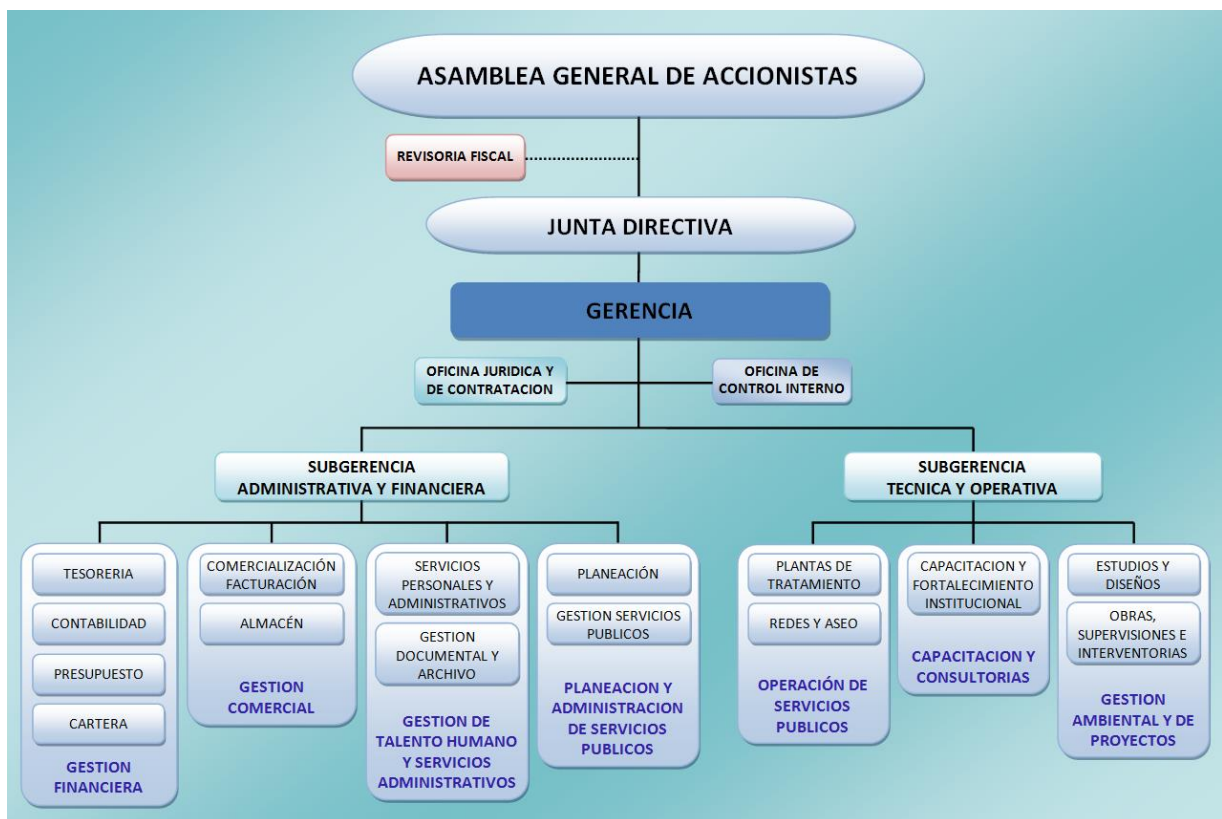 ASAMBLEA GENERAL DE ACCIONISTAS
REVISORIA FISCAL
JUNTA DIRECTIVA
GERENCIA
OFICINA JURIDICA Y
DE CONTRATACION
OFICINA DE
CONTROL INTERNO
SUBGERENCIA
ADMINISTRATIVA Y FINANCIERA
SUBGERENCIA
TECNICA Y OPERATIVA
TESORERIA
CONTABILIDAD
PRESUPUESTO
CARTERA
GESTION
FINANCIERA
COMERCIALIZACIÓN
FACTURACIÓN
ALMACÉN
GESTION
COMERCIAL
SERVICIOS
PERSONALES Y
ADMINISTRATIVOS
GESTION
DOCUMENTAL Y
ARCHIVO
GESTION DE
TALENTO HUMANO
Y SERVICIOS
ADMINISTRATIVOS
PLANEACIÓN
GESTION SERVICIOS
PUBLICOS
PLANEACION Y
ADMINISTRACION
DE SERVICIOS
PUBLICOS
PLANTAS DE
TRATAMIENTO
REDES Y ASEO
OPERACIÓN DE
SERVICIOS
PUBLICOS
CAPACITACION Y
FORTALECIMIENTO
INSTITUCIONAL
CAPACITACION Y
CONSULTORIAS
ESTUDIOS Y
DISEÑOS
OBRAS,
SUPERVISIONES E
INTERVENTORIAS
GESTION
AMBIENTAL Y DE
PROYECTOS